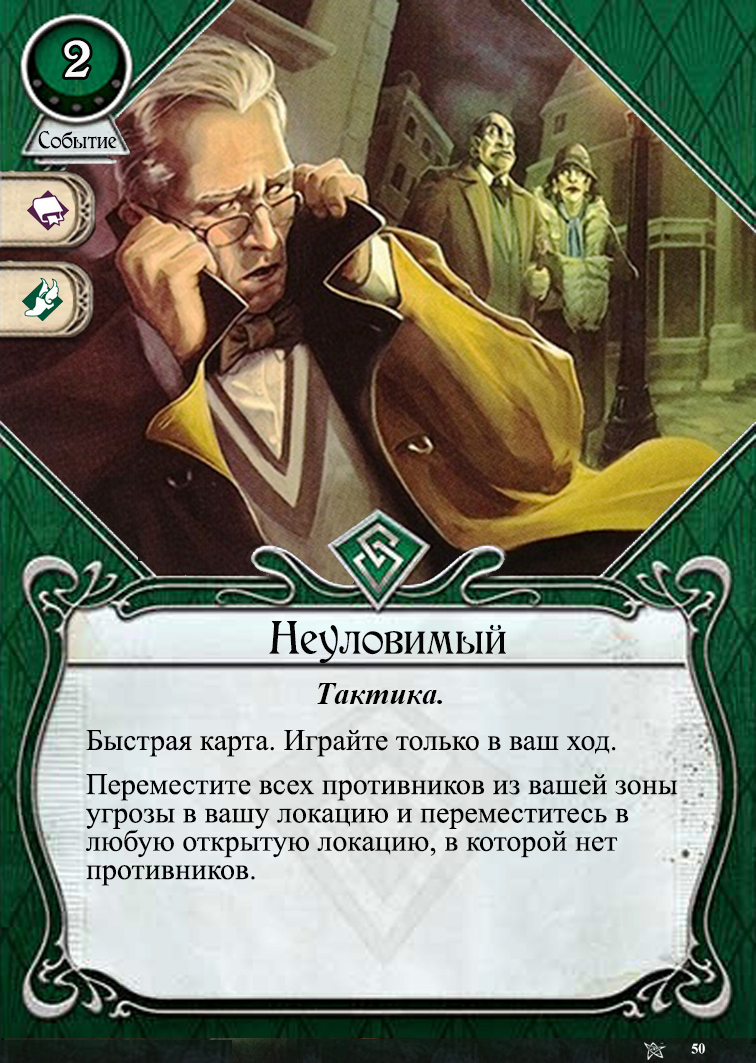 2
Событие
Неуловимый
Тактика.
Быстрая карта. Играйте только в ваш ход.
Переместите всех противников из вашей зоны
угрозы в вашу локацию и переместитесь в
любую открытую локацию, в которой нет
противников.
50